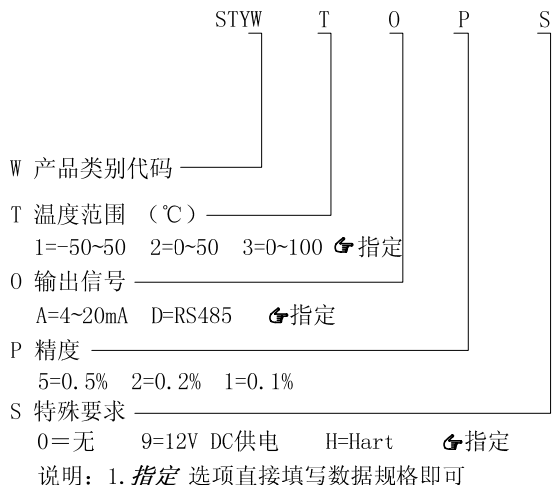 STYW T O P S
W 产品类别代码
T 温度范围 (℃)
1=-50~50 2=0~50 3=0~100 ☞指定
O 输出信号
A=4~20mA D=RS485 ☞指定
P 精度
5=0.5% 2=0.2% 1=0.1%
S 特殊要求
0=无 9=12V DC供电 H=Hart ☞指定
说明: 1.指定 选项直接填写数据规格即可